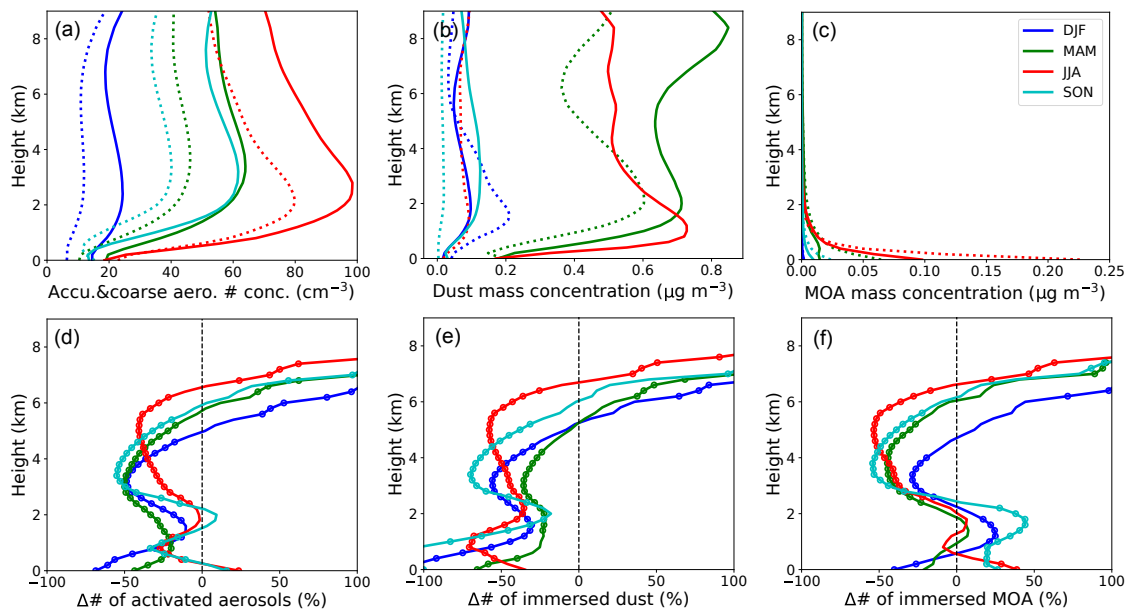 (a)
Height (km)
8
6
4
2
0
0 20 40 60 80 100
Accu.&coarse aero. # conc. (cm⁻³)
(b)
Height (km)
8
6
4
2
0
0.0 0.2 0.4 0.6 0.8
Dust mass concentration (μg m⁻³)
(c)
DJF
MAM
JJA
SON
Height (km)
8
6
4
2
0
0.00 0.05 0.10 0.15 0.20 0.25
MOA mass concentration (μg m⁻³)
(d)
Height (km)
8
6
4
2
0
−100 −50 0 50 100
Δ# of activated aerosols (%)
(e)
Height (km)
8
6
4
2
0
−100 −50 0 50 100
Δ# of immersed dust (%)
(f)
Height (km)
8
6
4
2
0
−100 −50 0 50 100
Δ# of immersed MOA (%)